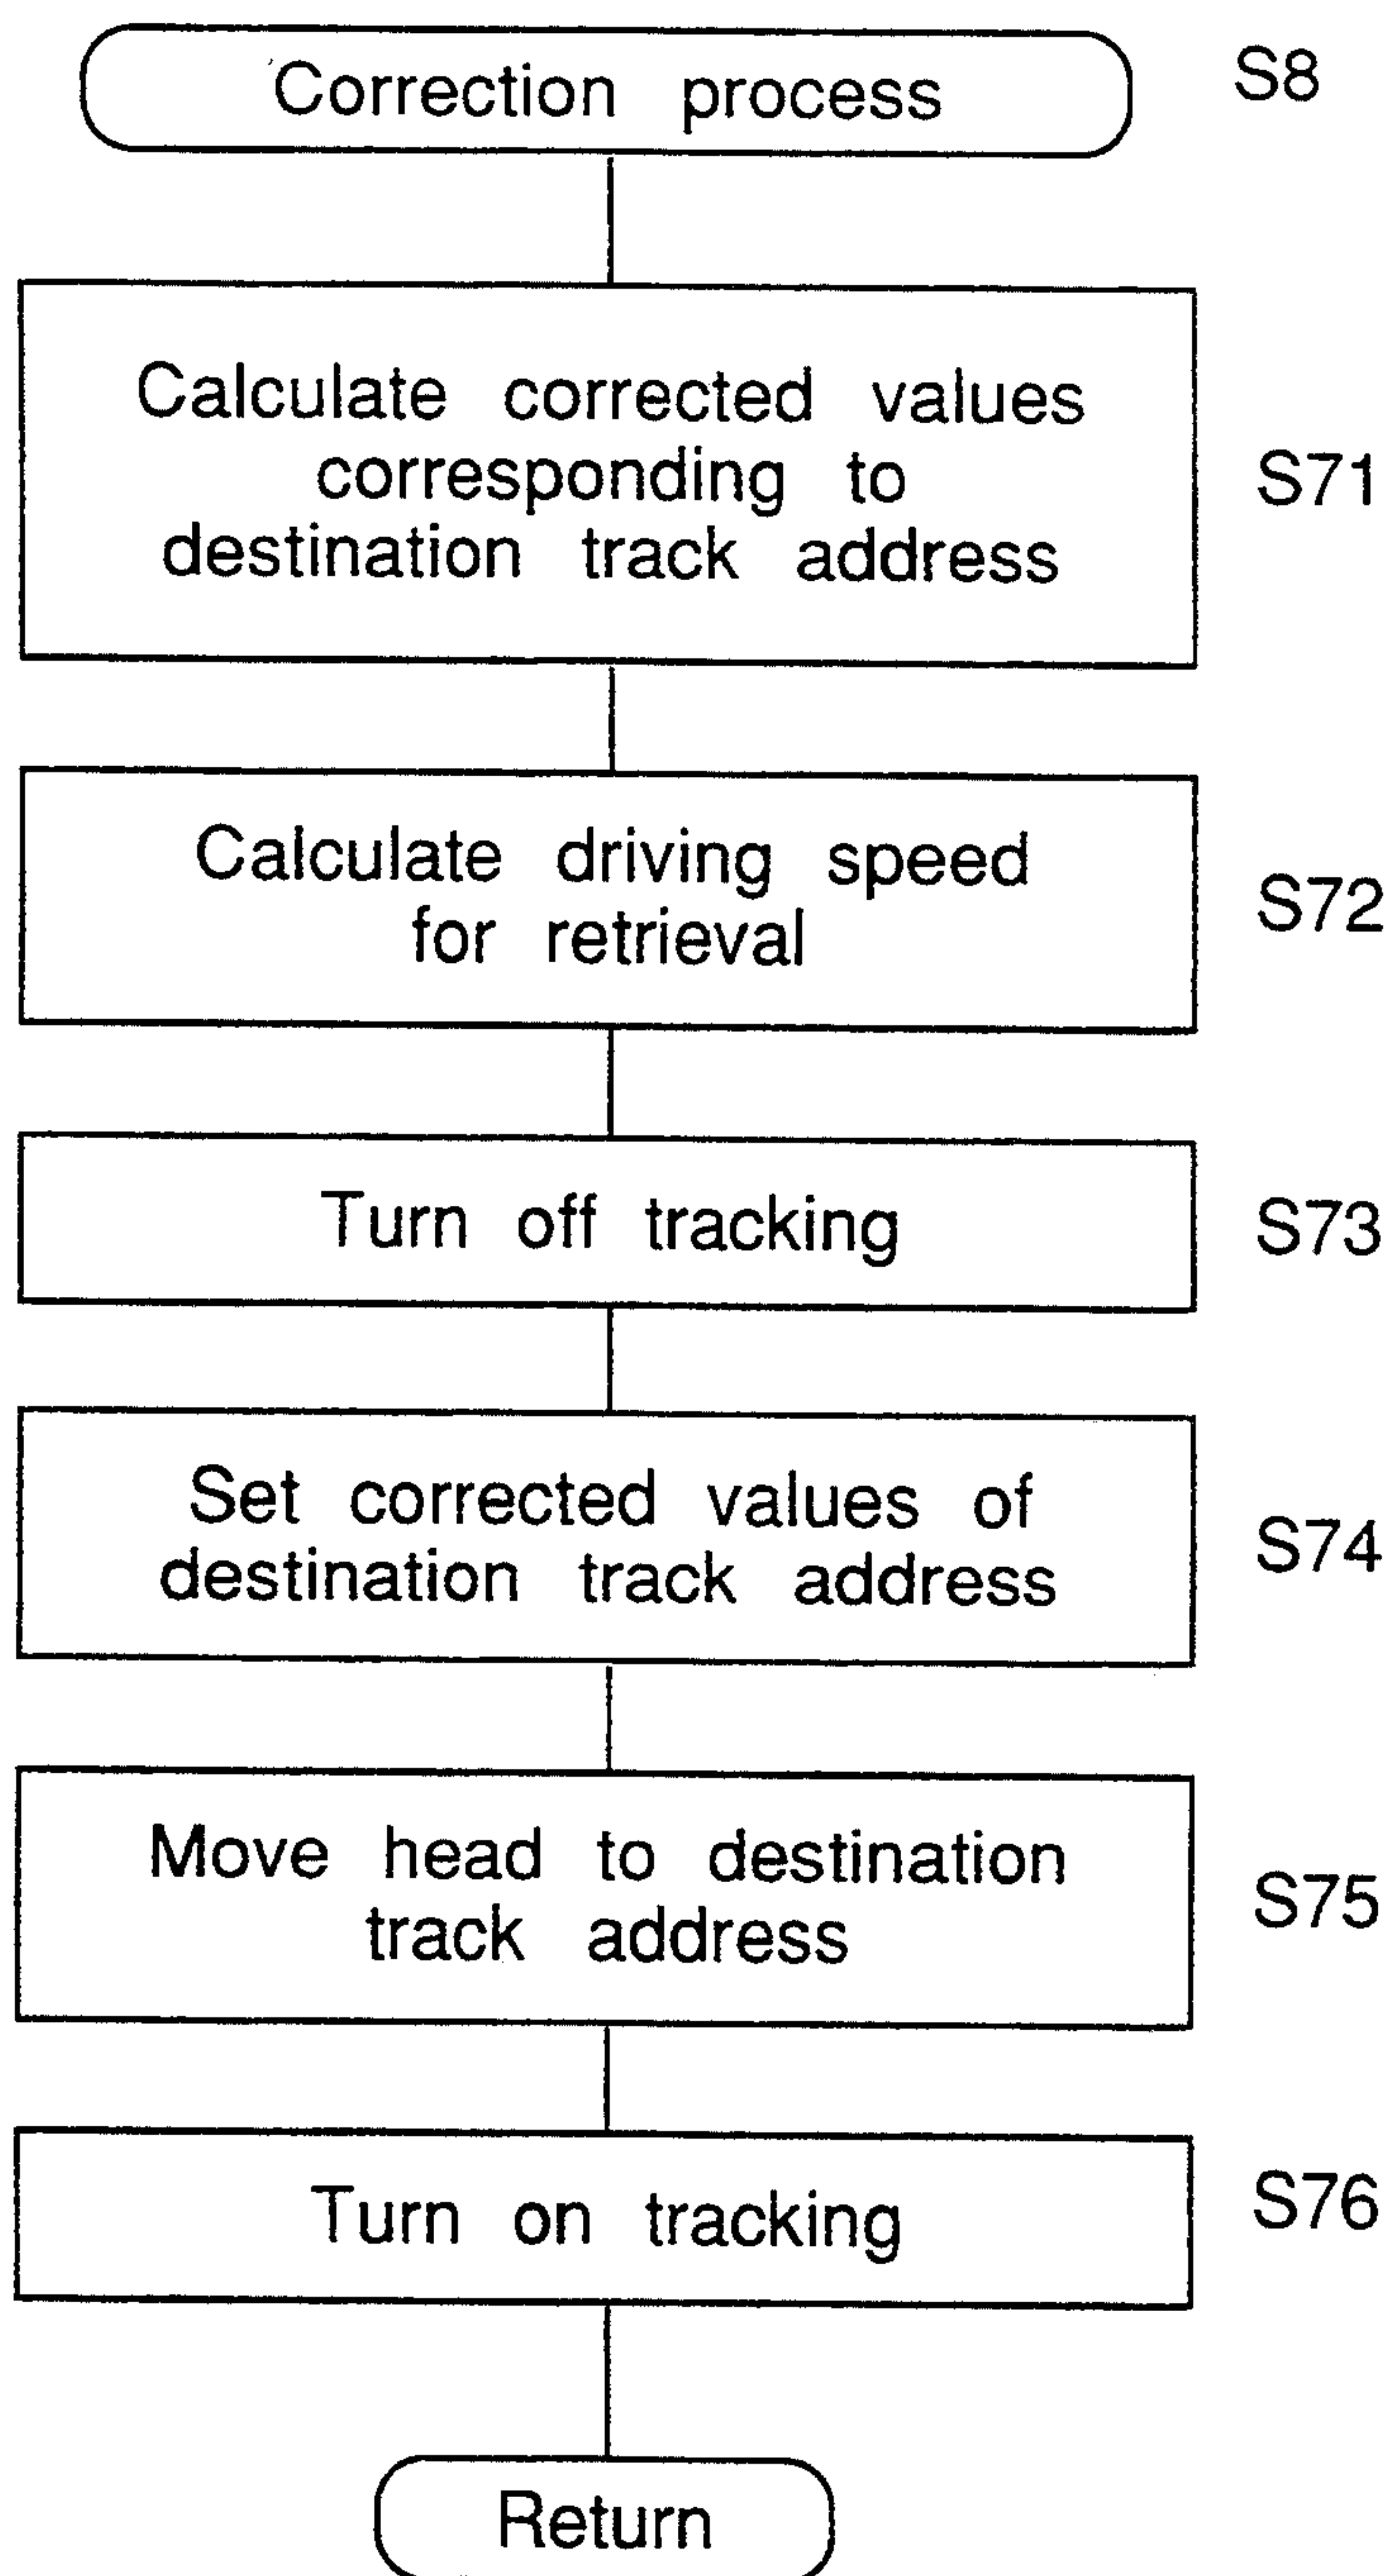 Correction process
S8
Calculate corrected values
corresponding to
destination track address
S71
Calculate driving speed
for retrieval
S72
Turn off tracking
S73
Set corrected values of
destination track address
S74
Move head to destination
track address
S75
Turn on tracking
S76
Return